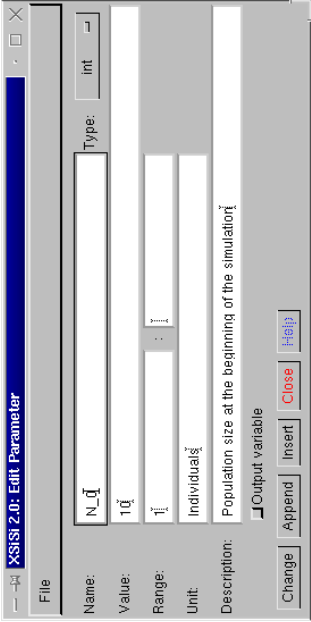 XSiSi 2.0: Edit Parameter
File
Name: N_0 Type: int
Value: 10
Range: 1 :
Unit: Individuals
Description: Population size at the beginning of the simulation
Output variable
Change Append Insert Close Help